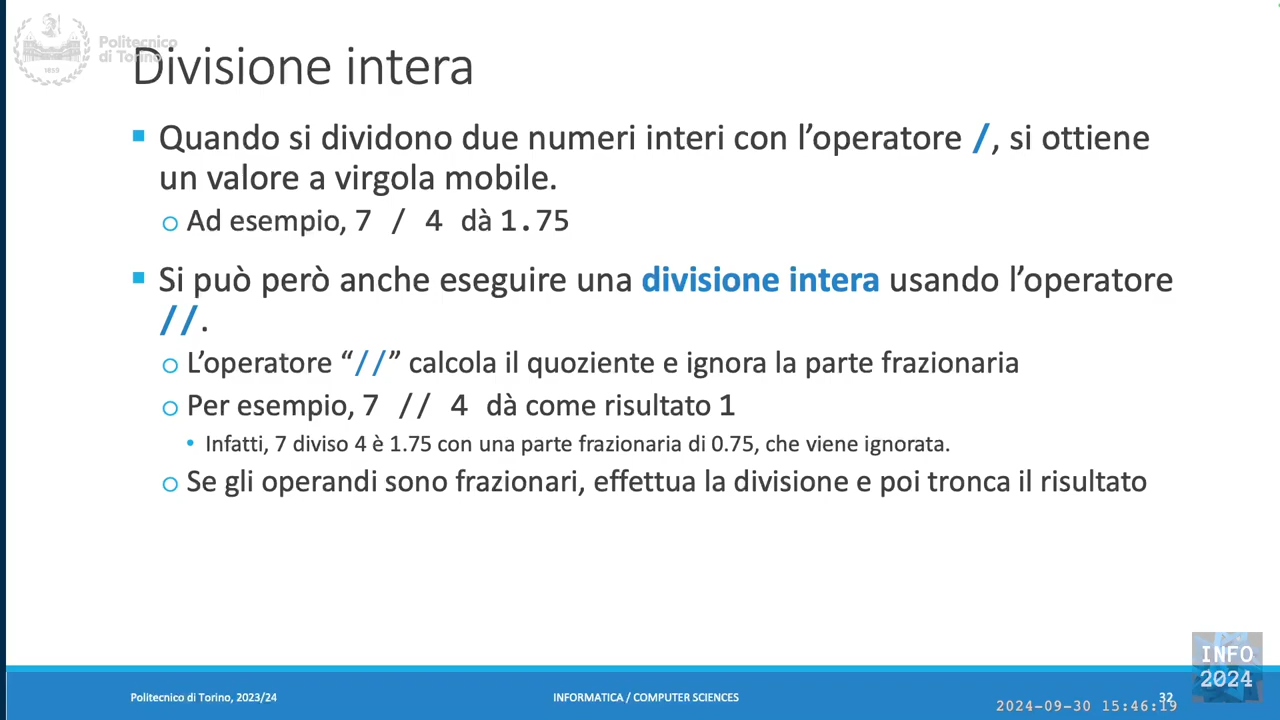 Politecnico
di Torino
Divisione intera
▪ Quando si dividono due numeri interi con l’operatore /, si ottiene
un valore a virgola mobile.
o Ad esempio, 7 / 4 dà 1.75
▪ Si può però anche eseguire una divisione intera usando l’operatore
//.
o L’operatore “//” calcola il quoziente e ignora la parte frazionaria
o Per esempio, 7 // 4 dà come risultato 1
• Infatti, 7 diviso 4 è 1.75 con una parte frazionaria di 0.75, che viene ignorata.
o Se gli operandi sono frazionari, effettua la divisione e poi tronca il risultato
INFO
2024
Politecnico di Torino, 2023/24
INFORMATICA / COMPUTER SCIENCES
32
2024-09-30 15:46:19